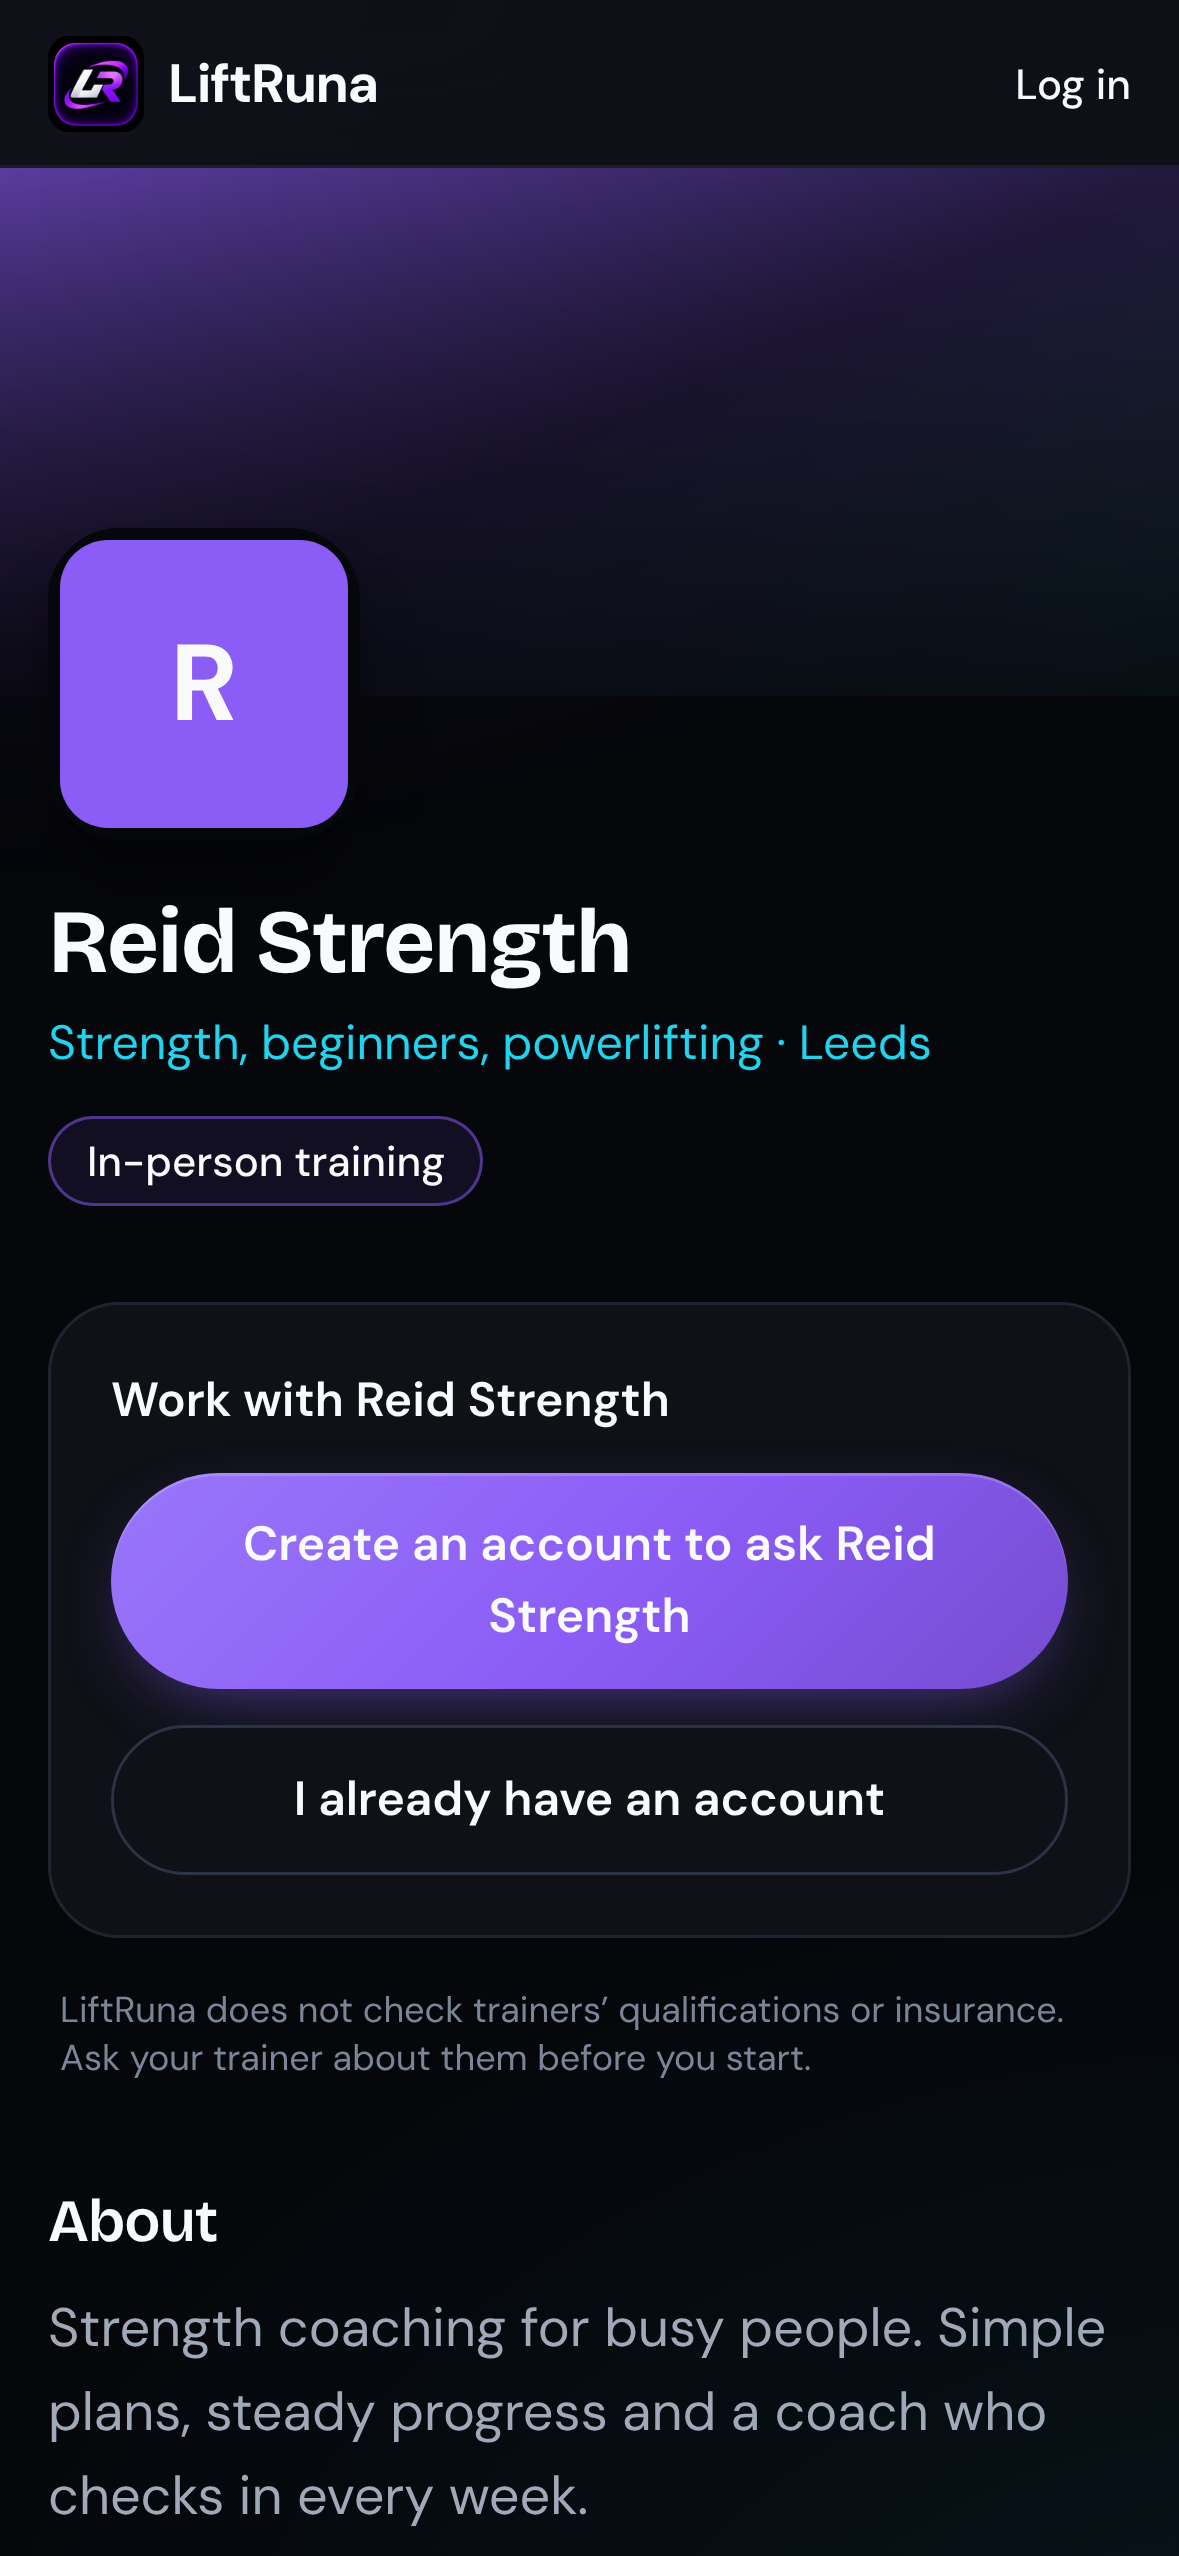 LR
LiftRuna
Log in
R
Reid Strength
Strength, beginners, powerlifting · Leeds
In-person training
Work with Reid Strength
Create an account to ask Reid
Strength
I already have an account
LiftRuna does not check trainers’ qualifications or insurance.
Ask your trainer about them before you start.
About
Strength coaching for busy people. Simple
plans, steady progress and a coach who
checks in every week.